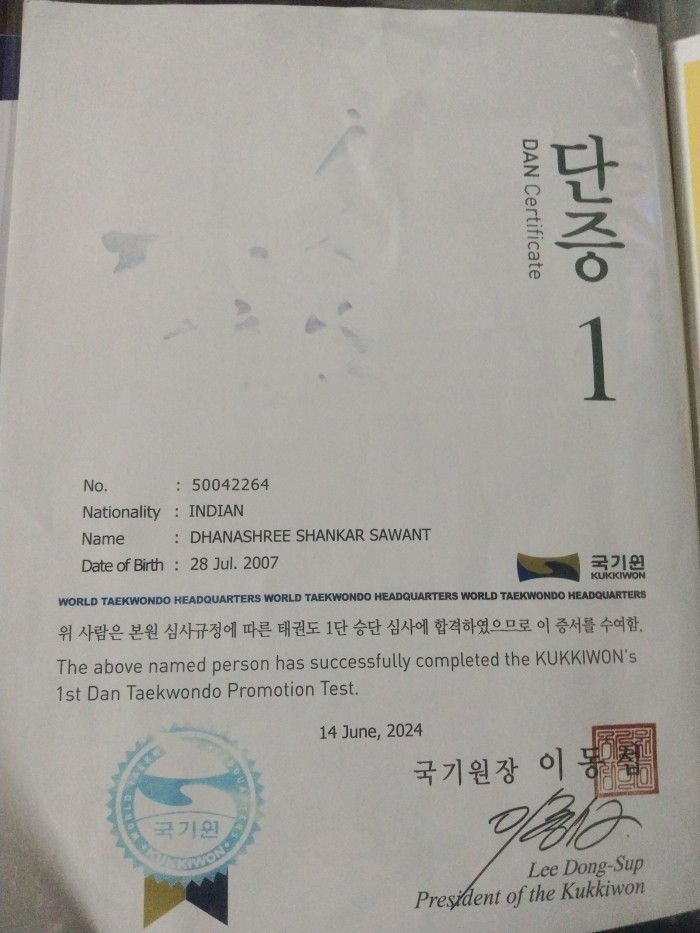 단증
DAN Certificate
1
No. : 50042264
Nationality : INDIAN
Name : DHANASHREE SHANKAR SAWANT
Date of Birth : 28 Jul. 2007
국기원
KUKKIWON
WORLD TAEKWONDO HEADQUARTERS WORLD TAEKWONDO HEADQUARTERS WORLD TAEKWONDO HEADQUARTERS
위 사람은 본원 심사규정에 따른 태권도 1단 승단 심사에 합격하였으므로 이 증서를 수여함.
The above named person has successfully completed the KUKKIWON's
1st Dan Taekwondo Promotion Test.
14 June, 2024
국기원장 이동섭
Lee Dong-Sup
President of the Kukkiwon
국기원
KUKKIWON